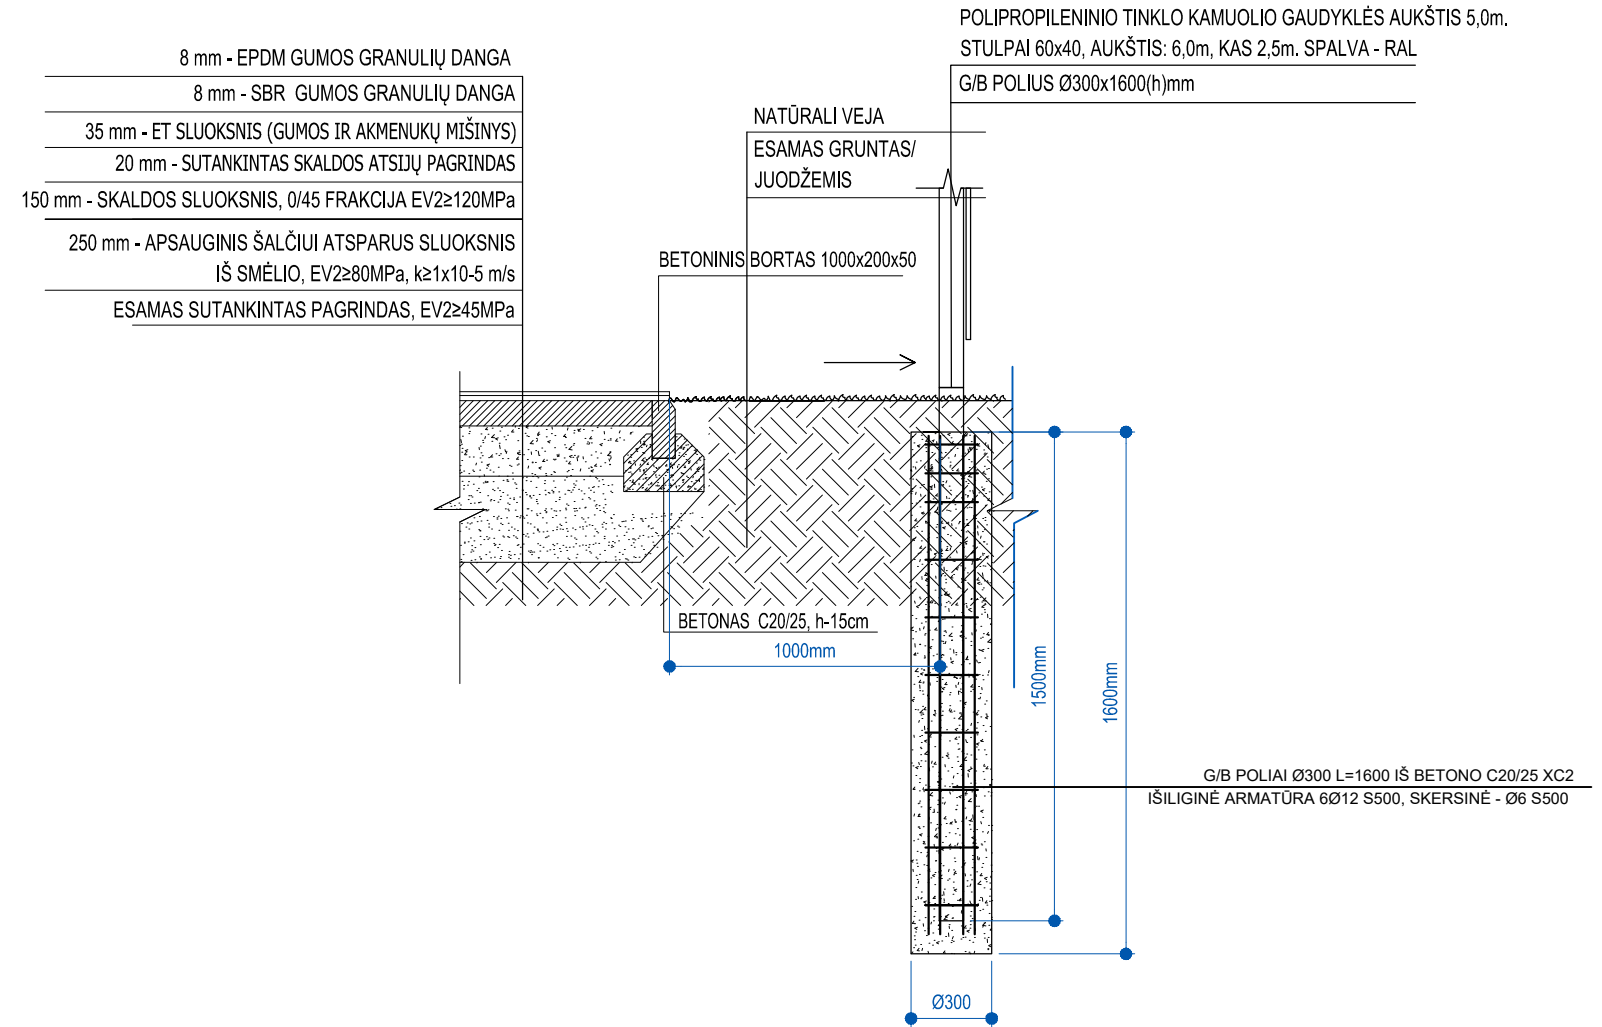 8 mm - EPDM GUMOS GRANULIŲ DANGA
8 mm - SBR GUMOS GRANULIŲ DANGA
35 mm - ET SLUOKSNIS (GUMOS IR AKMENUKŲ MIŠINYS)
20 mm - SUTANKINTAS SKALDOS ATSIJŲ PAGRINDAS
150 mm - SKALDOS SLUOKSNIS, 0/45 FRAKCIJA EV2≥120MPa
250 mm - APSAUGINIS ŠALČIUI ATSPARUS SLUOKSNIS
IŠ SMĖLIO, EV2≥80MPa, k≥1x10-5 m/s
ESAMAS SUTANKINTAS PAGRINDAS, EV2≥45MPa
POLIPROPILENINIO TINKLO KAMUOLIO GAUDYKLĖS AUKŠTIS 5,0m.
STULPAI 60x40, AUKŠTIS: 6,0m, KAS 2,5m. SPALVA - RAL
G/B POLIUS Ø300x1600(h)mm
NATŪRALI VEJA
ESAMAS GRUNTAS/
JUODŽEMIS
BETONINIS BORTAS 1000x200x50
BETONAS C20/25, h-15cm
1000mm
1500mm
1600mm
G/B POLIAI Ø300 L=1600 IŠ BETONO C20/25 XC2
IŠILIGINĖ ARMATŪRA 6Ø12 S500, SKERSINĖ - Ø6 S500
Ø300